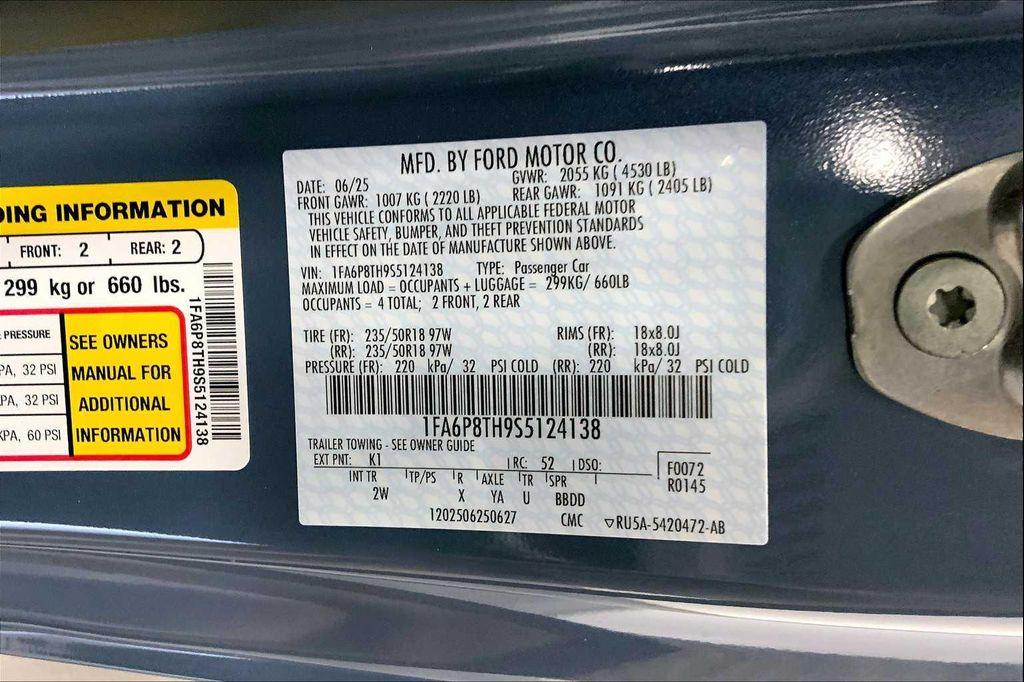 DING INFORMATION
FRONT: 2 REAR: 2
299 kg or 660 lbs.
PRESSURE
PA, 32 PSI
KPA, 32 PSI
KPA, 60 PSI
SEE OWNERS
MANUAL FOR
ADDITIONAL
INFORMATION
1FA6P8TH9S5124138
MFD. BY FORD MOTOR CO.
DATE: 06/25 GVWR: 2055 KG ( 4530 LB)
FRONT GAWR: 1007 KG ( 2220 LB) REAR GAWR: 1091 KG ( 2405 LB)
THIS VEHICLE CONFORMS TO ALL APPLICABLE FEDERAL MOTOR
VEHICLE SAFETY, BUMPER, AND THEFT PREVENTION STANDARDS
IN EFFECT ON THE DATE OF MANUFACTURE SHOWN ABOVE.
VIN: 1FA6P8TH9S5124138 TYPE: Passenger Car
MAXIMUM LOAD = OCCUPANTS + LUGGAGE = 299KG/ 660LB
OCCUPANTS = 4 TOTAL; 2 FRONT, 2 REAR
TIRE (FR): 235/50R18 97W RIMS (FR): 18x8.0J
(RR): 235/50R18 97W (RR): 18x8.0J
PRESSURE (FR): 220 kPa/ 32 PSI COLD (RR): 220 kPa/ 32 PSI COLD
1FA6P8TH9S5124138
TRAILER TOWING - SEE OWNER GUIDE
EXT PNT: K1 RC: 52 DSO: F0072
INT TR TP/PS R AXLE TR SPR R0145
2W X YA U BBDD
1202506250627 CMC RU5A-5420472-AB